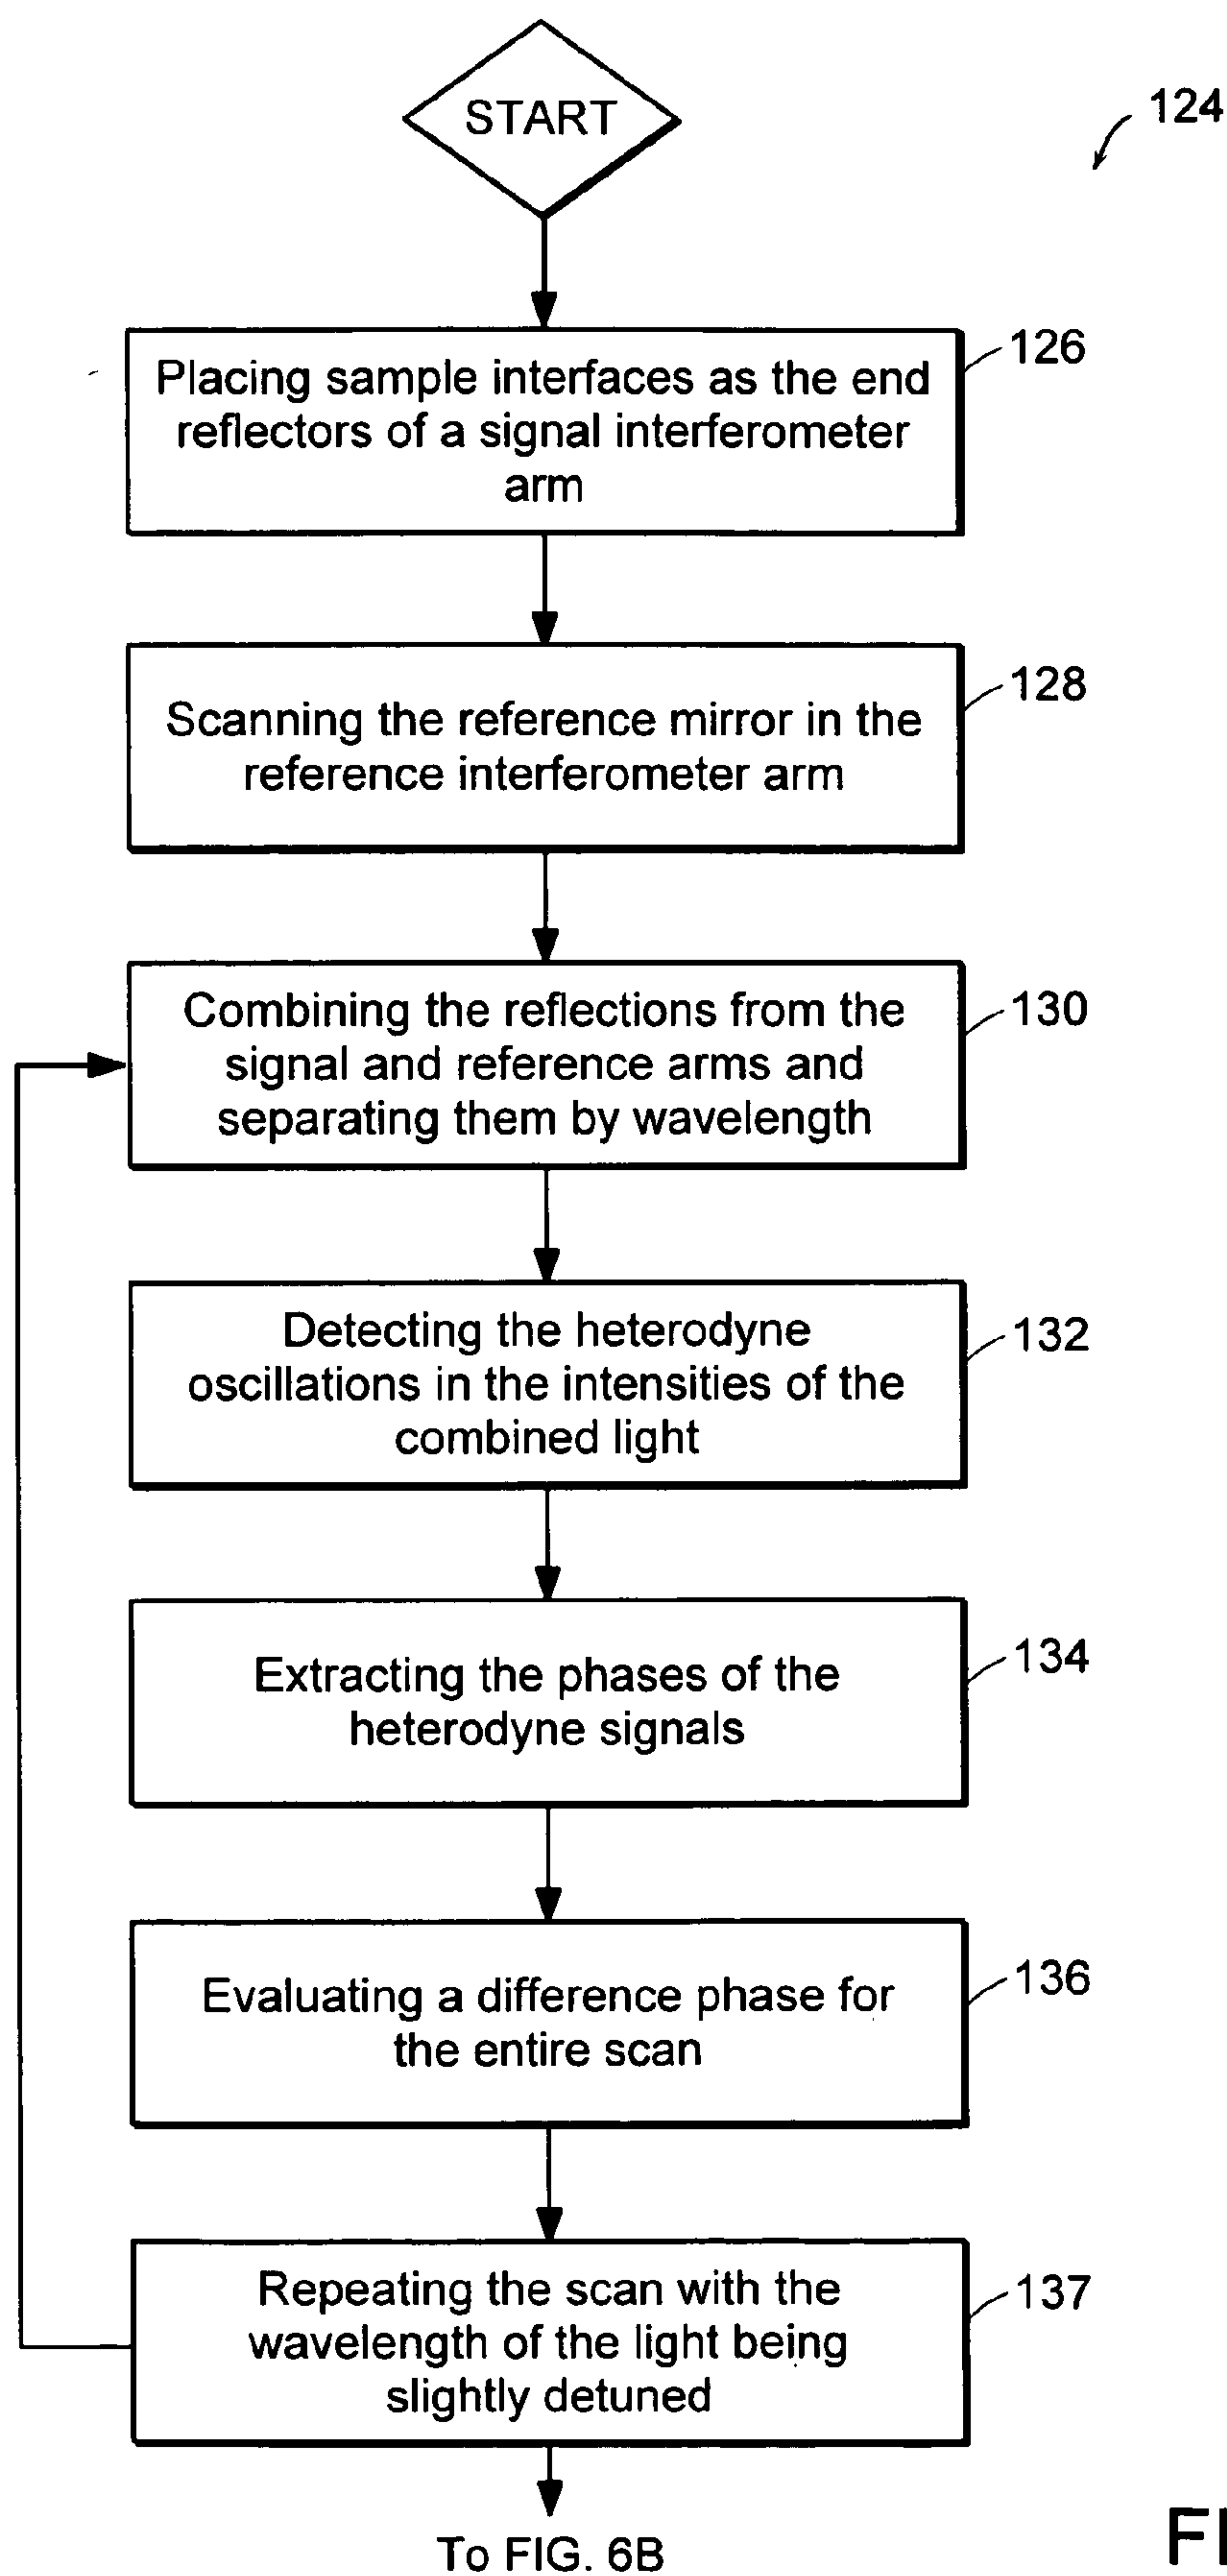 START
124
Placing sample interfaces as the end
reflectors of a signal interferometer
arm
126
Scanning the reference mirror in the
reference interferometer arm
128
Combining the reflections from the
signal and reference arms and
separating them by wavelength
130
Detecting the heterodyne
oscillations in the intensities of the
combined light
132
Extracting the phases of the
heterodyne signals
134
Evaluating a difference phase for
the entire scan
136
Repeating the scan with the
wavelength of the light being
slightly detuned
137
To FIG. 6B